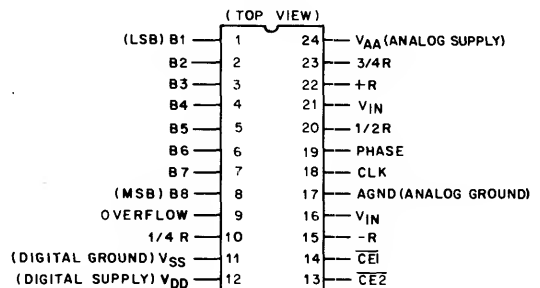 (TOP VIEW)
(LSB) B1 1 24 VAA (ANALOG SUPPLY)
B2 2 23 3/4R
B3 3 22 +R
B4 4 21 VIN
B5 5 20 1/2R
B6 6 19 PHASE
B7 7 18 CLK
(MSB) B8 8 17 AGND (ANALOG GROUND)
OVERFLOW 9 16 VIN
1/4 R 10 15 -R
(DIGITAL GROUND) VSS 11 14 CE1
(DIGITAL SUPPLY) VDD 12 13 CE2